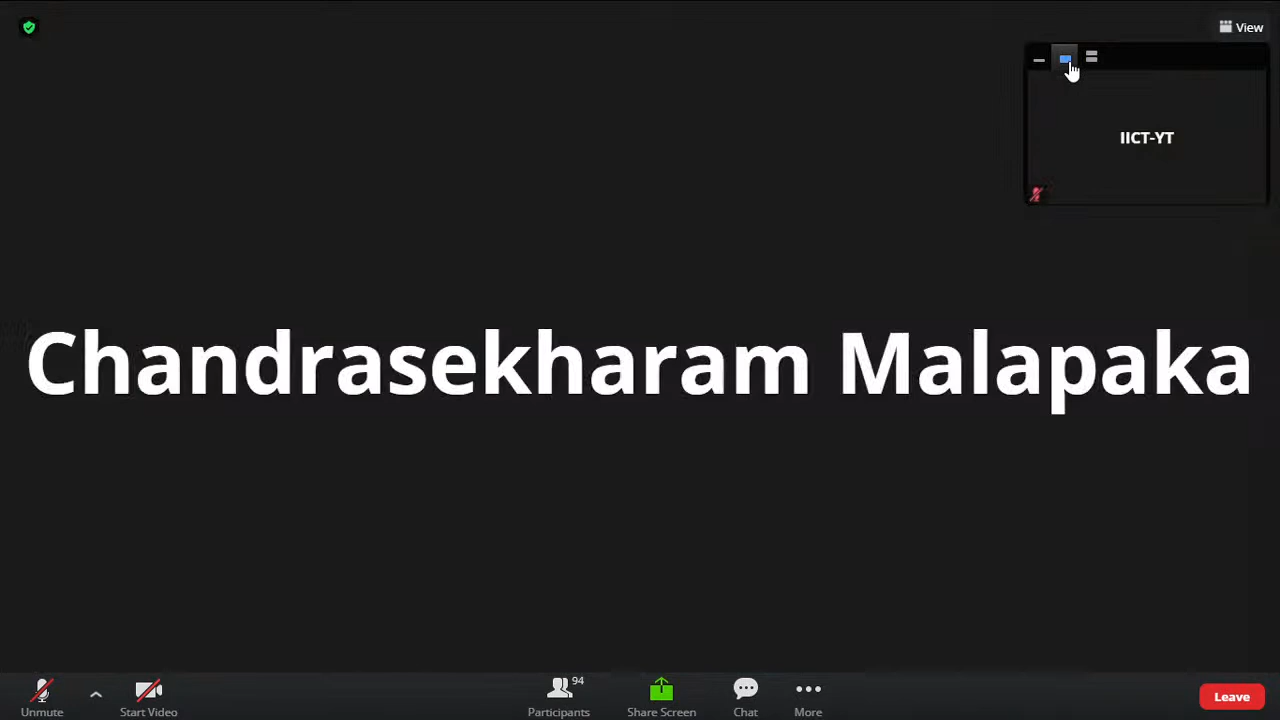 View
IICT-YT
Chandrasekharam Malapaka
Unmute
Start Video
94
Participants
Share Screen
Chat
More
Leave